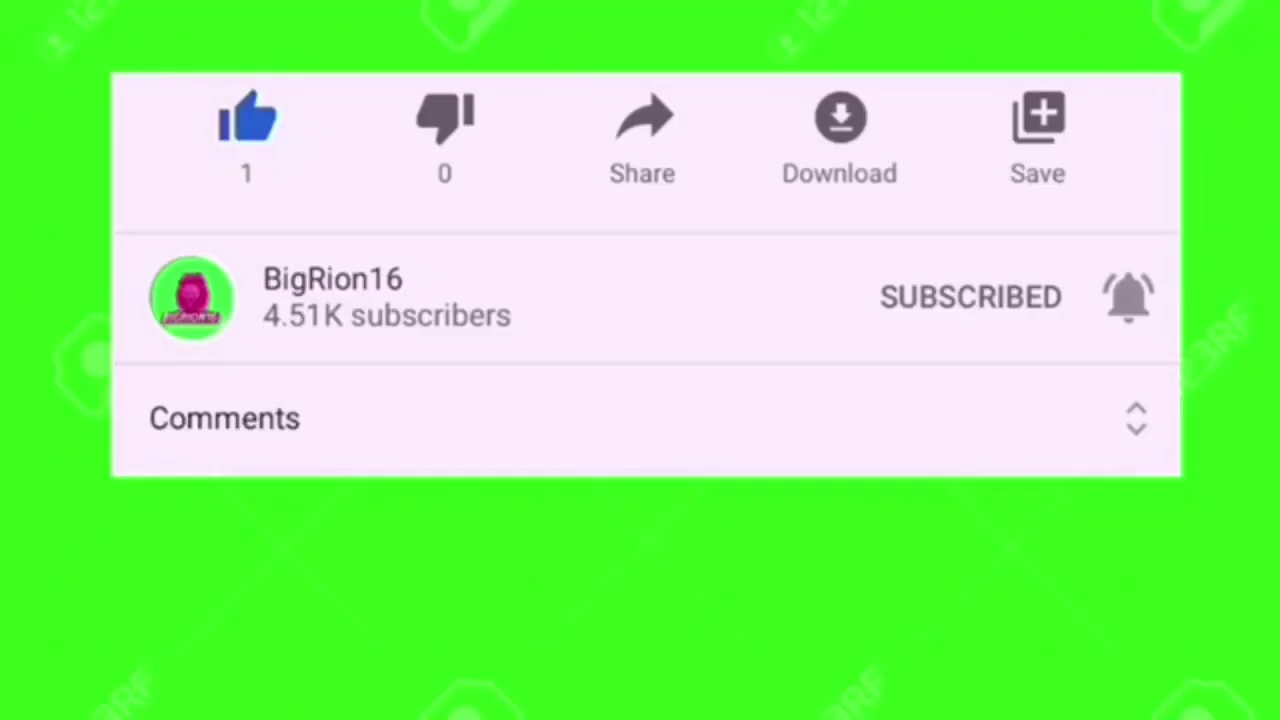 1
0
Share
Download
Save
BigRion16
4.51K subscribers
SUBSCRIBED
Comments